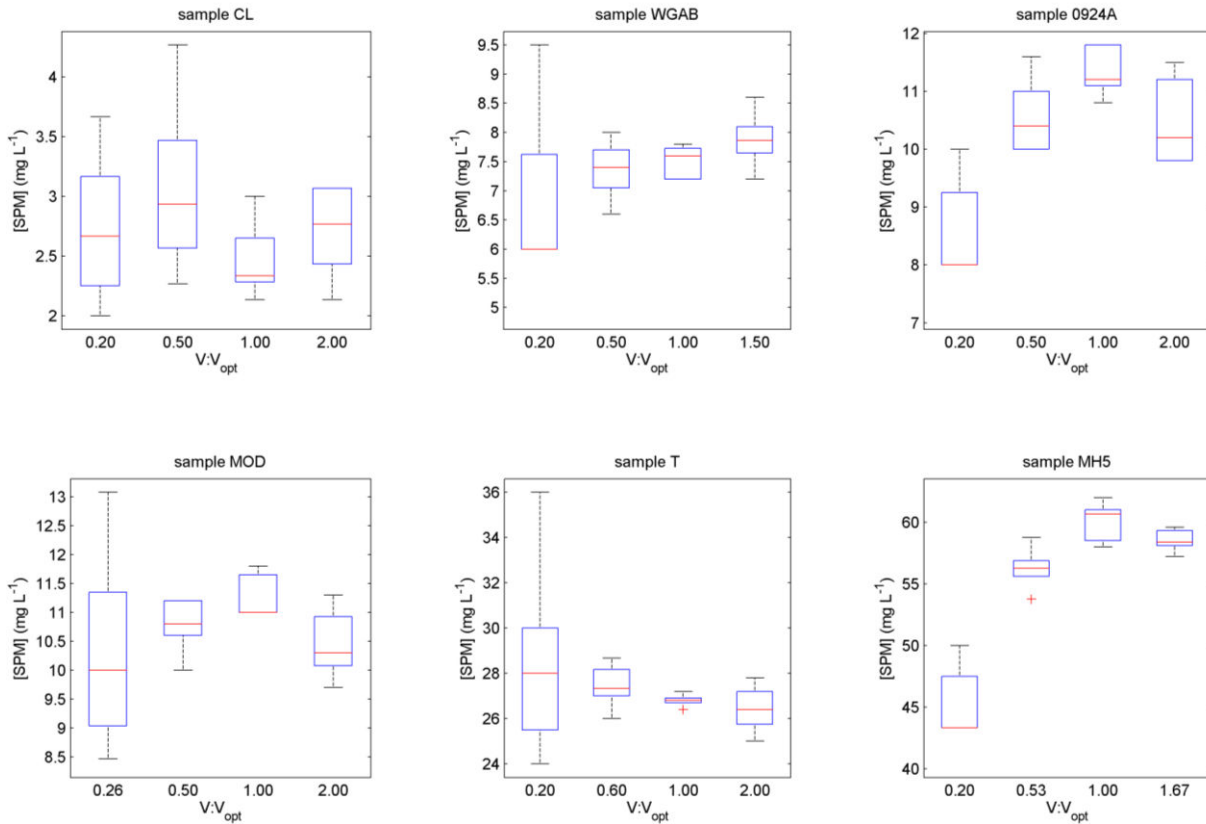 sample CL
[SPM] (mg L⁻¹)
4
3.5
3
2.5
2
0.20 0.50 1.00 2.00
V:Vopt
sample WGAB
[SPM] (mg L⁻¹)
9.5
9
8.5
8
7.5
7
6.5
6
5.5
5
0.20 0.50 1.00 1.50
V:Vopt
sample 0924A
[SPM] (mg L⁻¹)
12
11
10
9
8
7
0.20 0.50 1.00 2.00
V:Vopt
sample MOD
[SPM] (mg L⁻¹)
13
12.5
12
11.5
11
10.5
10
9.5
9
8.5
0.26 0.50 1.00 2.00
V:Vopt
sample T
[SPM] (mg L⁻¹)
36
34
32
30
28
26
24
0.20 0.60 1.00 2.00
V:Vopt
sample MH5
[SPM] (mg L⁻¹)
60
55
50
45
40
0.20 0.53 1.00 1.67
V:Vopt